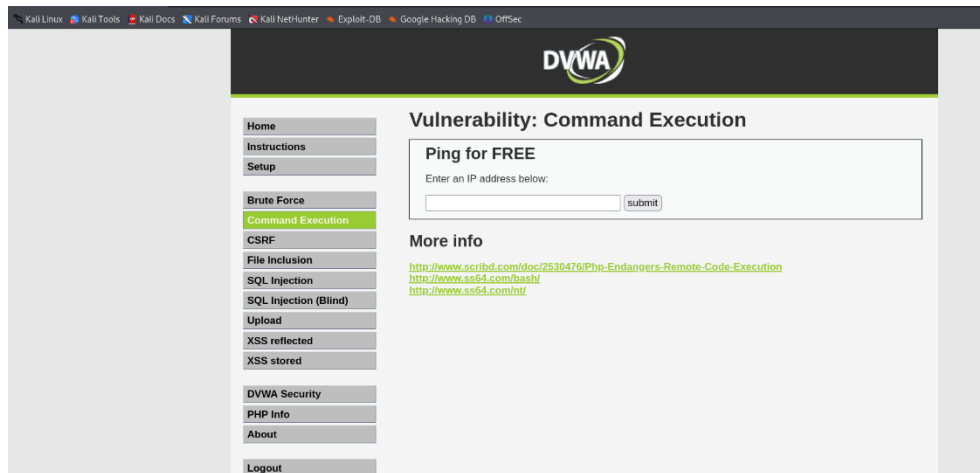 Kali Linux Kali Tools Kali Docs Kali Forums Kali NetHunter Exploit-DB Google Hacking DB OffSec
DVWA
Home
Instructions
Setup
Brute Force
Command Execution
CSRF
File Inclusion
SQL Injection
SQL Injection (Blind)
Upload
XSS reflected
XSS stored
DVWA Security
PHP Info
About
Logout
Vulnerability: Command Execution
Ping for FREE
Enter an IP address below:
submit
More info
http://www.scribd.com/doc/2530476/Php-Endangers-Remote-Code-Execution
http://www.ss64.com/bash/
http://www.ss64.com/nt/